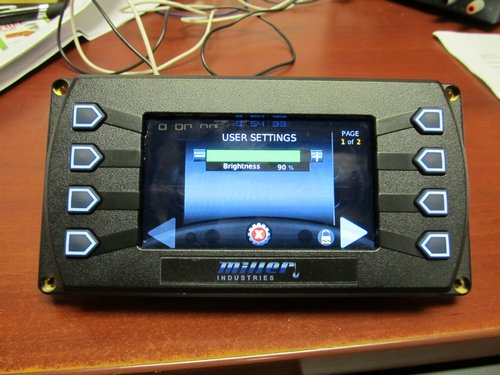 USER SETTINGS
PAGE
1 of 2
Brightness 90 %
miller
INDUSTRIES